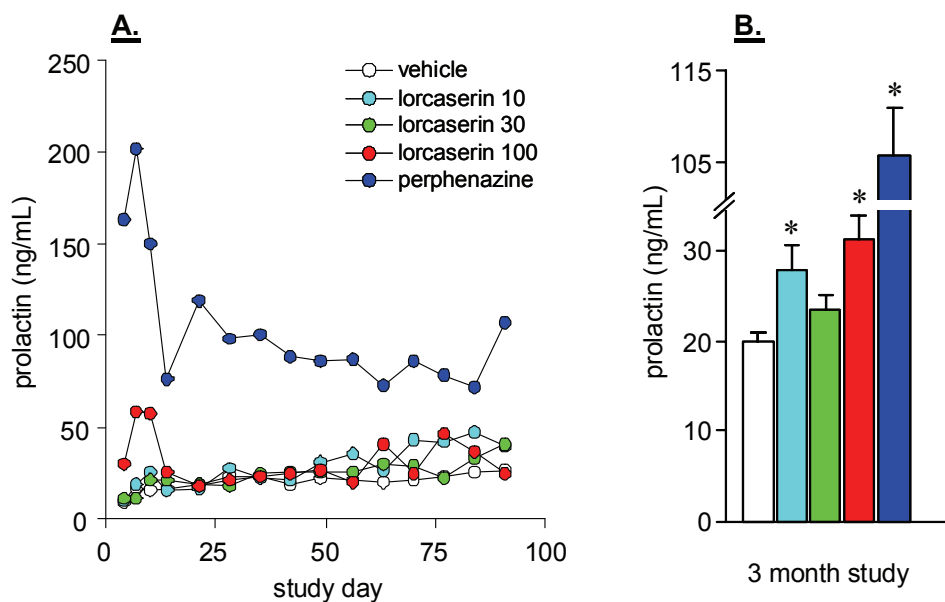 A.
250
200
150
100
50
0
prolactin (ng/mL)
0 25 50 75 100
study day
vehicle
lorcaserin 10
lorcaserin 30
lorcaserin 100
perphenazine
B.
115
105
30
20
10
0
prolactin (ng/mL)
*
*
*
3 month study